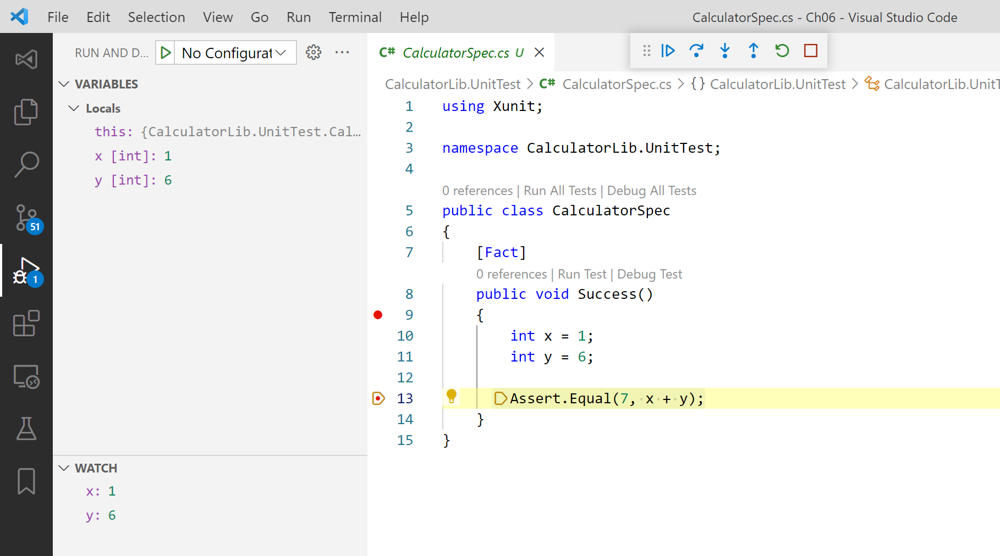 File Edit Selection View Go Run Terminal Help CalculatorSpec.cs - Ch06 - Visual Studio Code
RUN AND D... No Configurat
VARIABLES
Locals
this: {CalculatorLib.UnitTest.Cal…
x [int]: 1
y [int]: 6
51
1
WATCH
x: 1
y: 6
C# CalculatorSpec.cs U
CalculatorLib.UnitTest > C# CalculatorSpec.cs > {} CalculatorLib.UnitTest > CalculatorLib.UnitT
1 using Xunit;
2
3 namespace CalculatorLib.UnitTest;
4
0 references | Run All Tests | Debug All Tests
5 public class CalculatorSpec
6 {
7 [Fact]
0 references | Run Test | Debug Test
8 public void Success()
9 {
10 int x = 1;
11 int y = 6;
12
13 Assert.Equal(7, x + y);
14 }
15 }